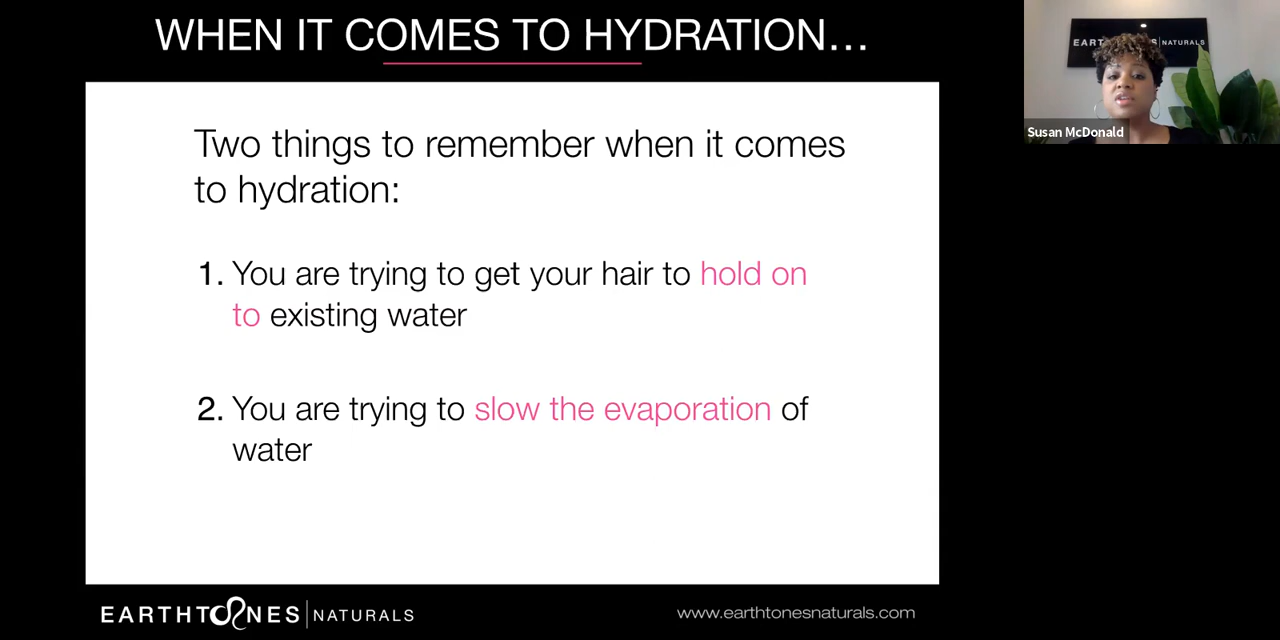 WHEN IT COMES TO HYDRATION...
Two things to remember when it comes
to hydration:
1. You are trying to get your hair to hold on
to existing water
2. You are trying to slow the evaporation of
water
EARTHTONES NATURALS
www.earthtonesnaturals.com
Susan McDonald